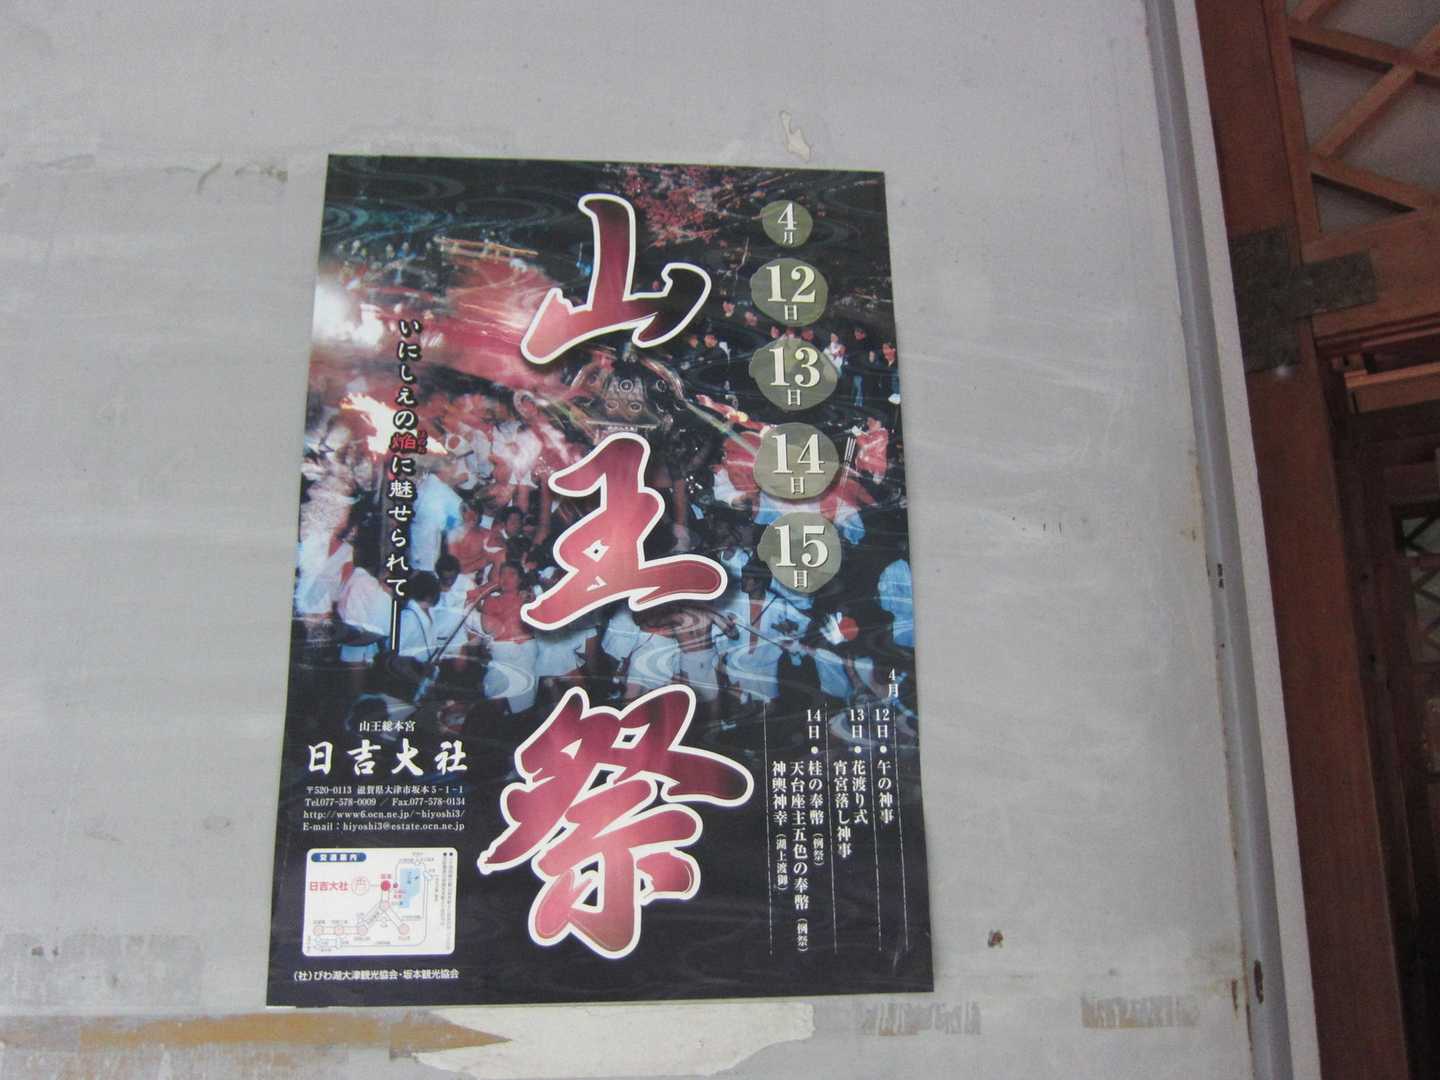 山王祭
4月
12日
13日
14日
15日
いにしえの焔に魅せられて――
ほのお
4月
12日●午の神事
13日●花渡り式
宵宮落し神事
14日●桂の奉幣(例祭)
天台座主五色の奉幣(例祭)
神輿神幸(湖上渡御)
山王総本宮
日吉大社
〒520-0113 滋賀県大津市坂本5-1-1
Tel.077-578-0009 / Fax.077-578-0134
http://www6.ocn.ne.jp/~hiyoshi3/
E-mail:hiyoshi3@estate.ocn.ne.jp
交通案内
日吉大社
(社)びわ湖大津観光協会・坂本観光協会